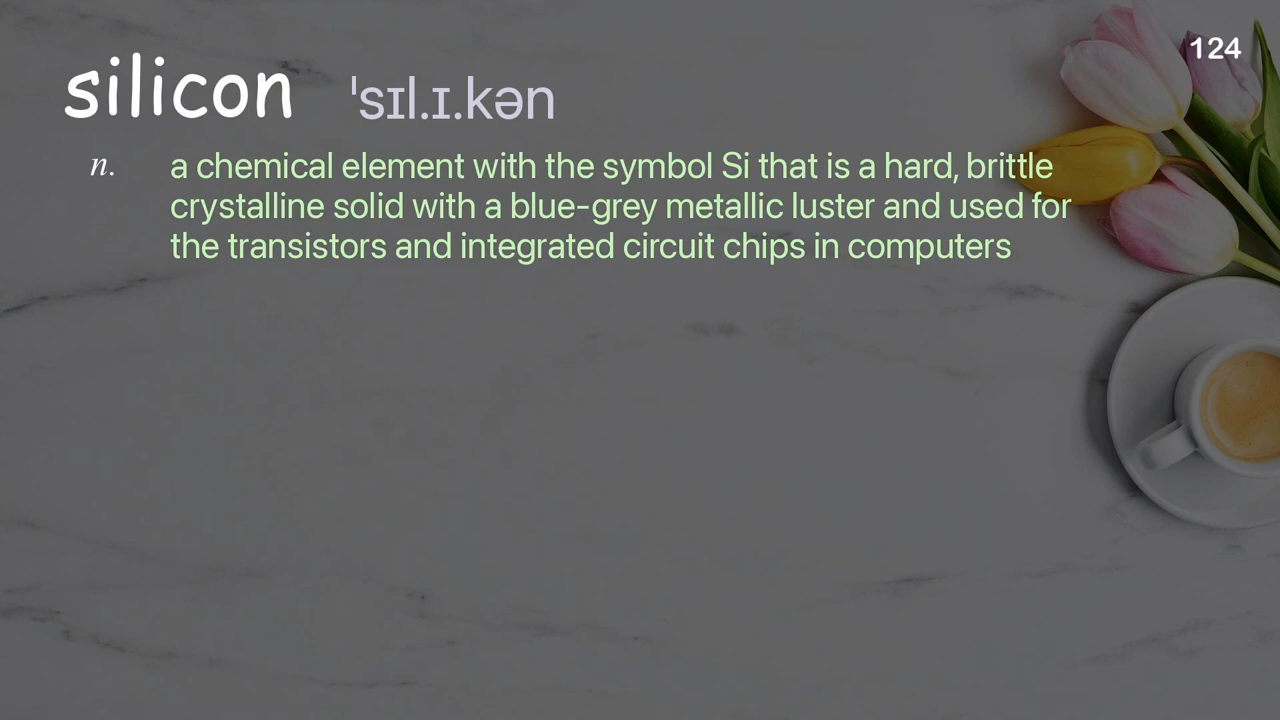 124
silicon ˈsɪl.ɪ.kən
n. a chemical element with the symbol Si that is a hard, brittle
crystalline solid with a blue-grey metallic luster and used for
the transistors and integrated circuit chips in computers